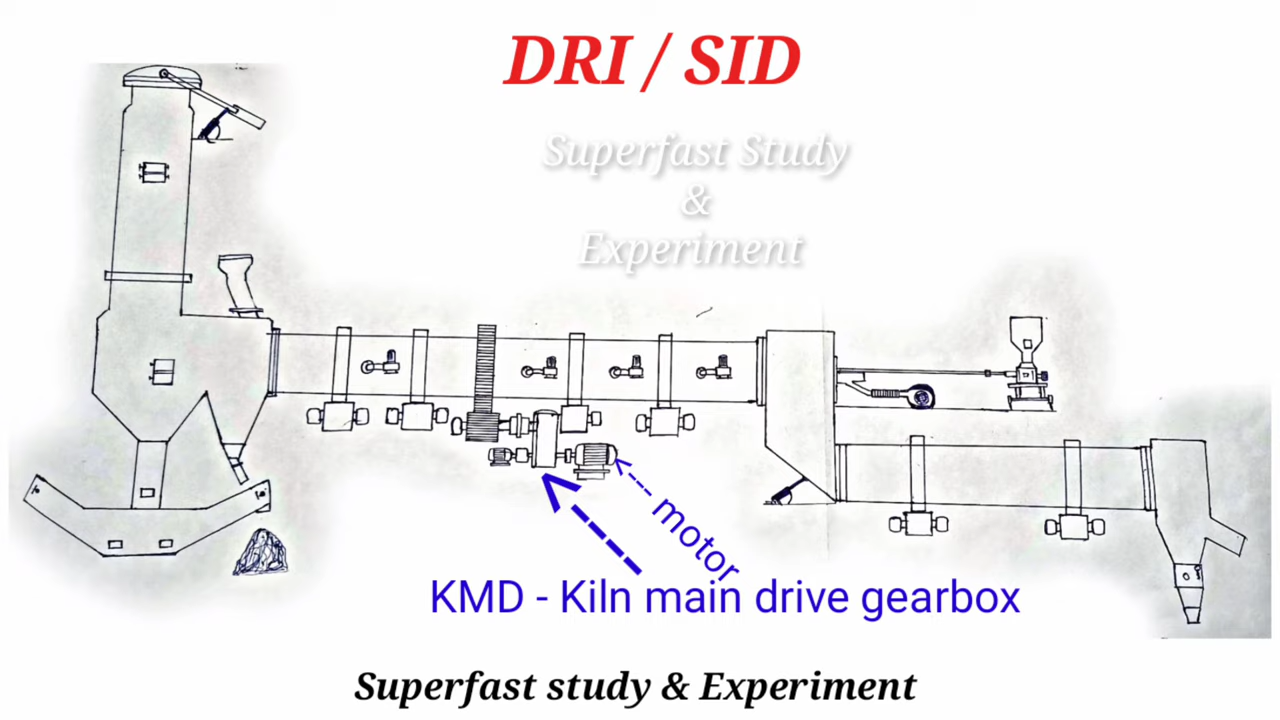 DRI / SID
Superfast Study
&
Experiment
motor
KMD - Kiln main drive gearbox
Superfast study & Experiment